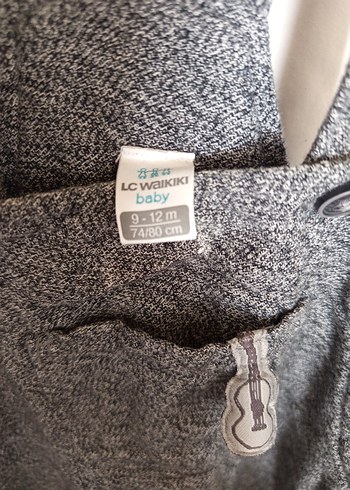 LC WAIKIKI
baby
9 - 12 m
74/80 cm